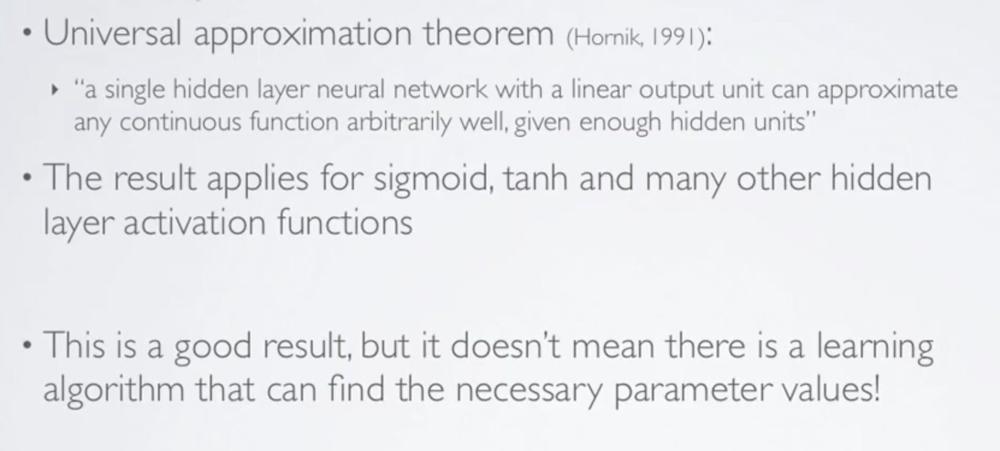 • Universal approximation theorem (Hornik, 1991):
‣ “a single hidden layer neural network with a linear output unit can approximate
any continuous function arbitrarily well, given enough hidden units”
• The result applies for sigmoid, tanh and many other hidden
layer activation functions
• This is a good result, but it doesn’t mean there is a learning
algorithm that can find the necessary parameter values!